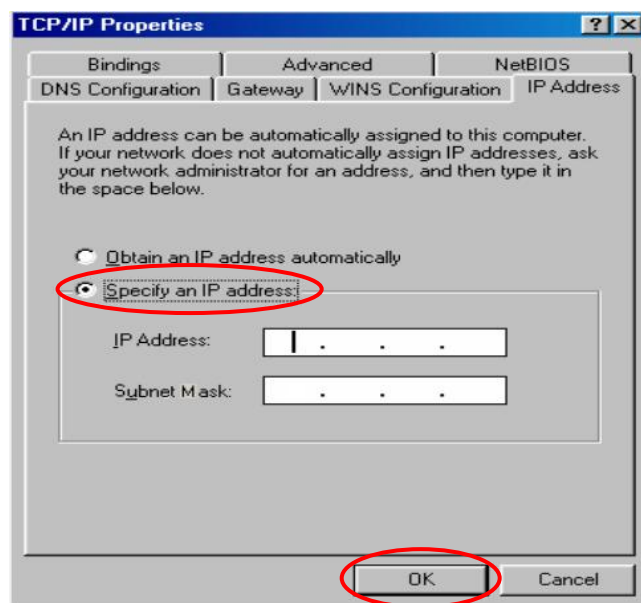 TCP/IP Properties
Bindings Advanced NetBIOS
DNS Configuration Gateway WINS Configuration IP Address
An IP address can be automatically assigned to this computer.
If your network does not automatically assign IP addresses, ask
your network administrator for an address, and then type it in
the space below.
Obtain an IP address automatically
Specify an IP address:
IP Address: . . .
Subnet Mask: . . .
OK Cancel